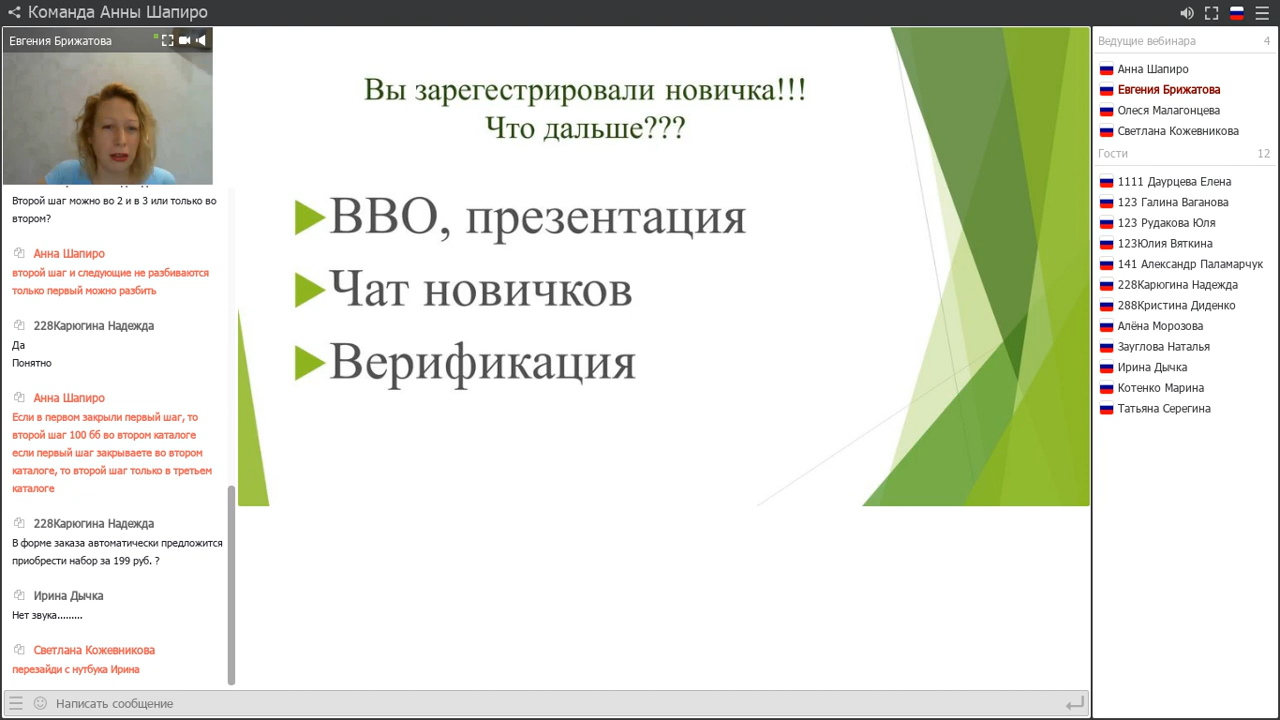 Команда Анны Шапиро
Евгения Брижатова
Вы зарегестрировали новичка!!!
Что дальше???
ВВО, презентация
Чат новичков
Верификация
Второй шаг можно во 2 и в 3 или только во
втором?
Анна Шапиро
второй шаг и следующие не разбиваются
только первый можно разбить
228Карюгина Надежда
Да
Понятно
Анна Шапиро
Если в первом закрыли первый шаг, то
второй шаг 100 бб во втором каталоге
если первый шаг закрываете во втором
каталоге, то второй шаг только в третьем
каталоге
228Карюгина Надежда
В форме заказа автоматически предложится
приобрести набор за 199 руб. ?
Ирина Дычка
Нет звука.........
Светлана Кожевникова
перезайди с нутбука Ирина
Написать сообщение
Ведущие вебинара 4
Анна Шапиро
Евгения Брижатова
Олеся Малагонцева
Светлана Кожевникова
Гости 12
1111 Даурцева Елена
123 Галина Ваганова
123 Рудакова Юля
123Юлия Вяткина
141 Александр Паламарчук
228Карюгина Надежда
288Кристина Диденко
Алёна Морозова
Зауглова Наталья
Ирина Дычка
Котенко Марина
Татьяна Серегина